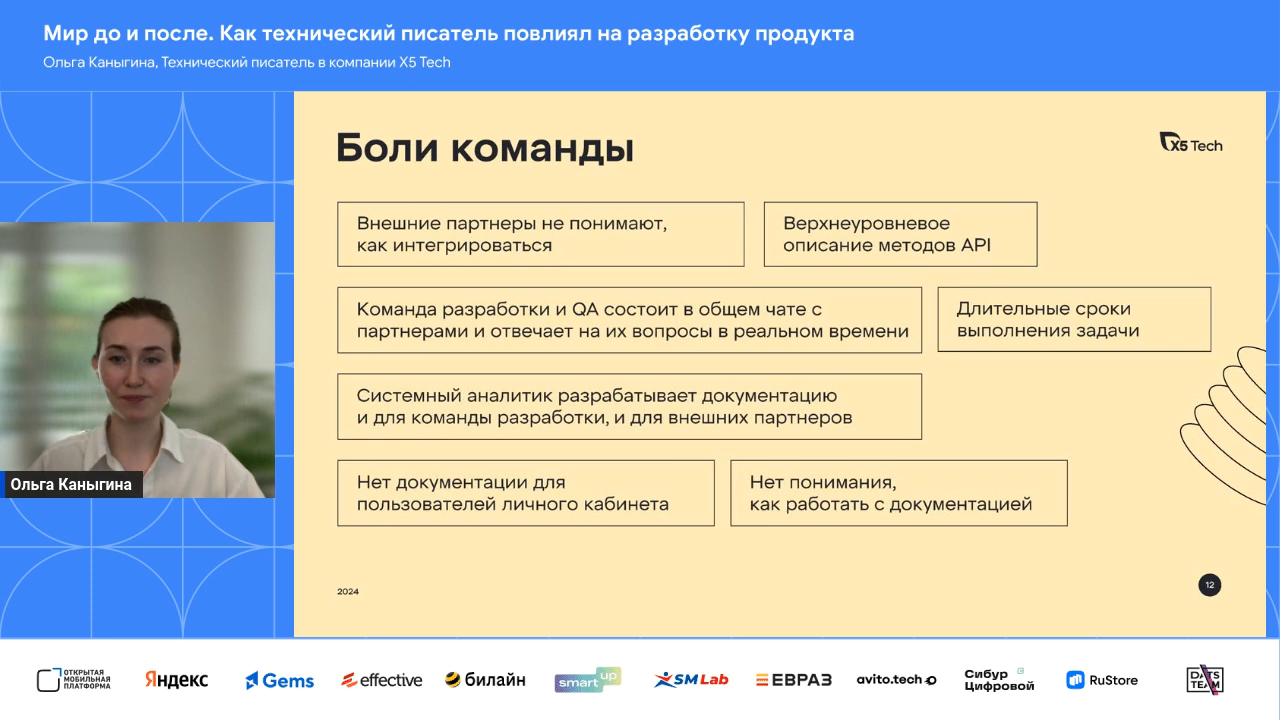 Мир до и после. Как технический писатель повлиял на разработку продукта
Ольга Каныгина, Технический писатель в компании X5 Tech
Боли команды
X5 Tech
Внешние партнеры не понимают,
как интегрироваться
Верхнеуровневое
описание методов API
Команда разработки и QA состоит в общем чате с
партнерами и отвечает на их вопросы в реальном времени
Длительные сроки
выполнения задачи
Системный аналитик разрабатывает документацию
и для команды разработки, и для внешних партнеров
Нет документации для
пользователей личного кабинета
Нет понимания,
как работать с документацией
Ольга Каныгина
2024
12
ОТКРЫТАЯ
МОБИЛЬНАЯ
ПЛАТФОРМА
Яндекс
Gems
effective
билайн
smart up
SM Lab
ЕВРАЗ
avito.tech
Сибур
Цифровой
RuStore
DATS
TEAM